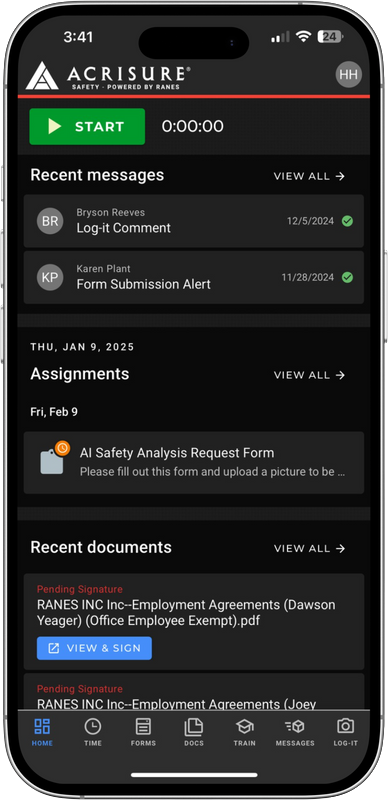 3:41
24
ACRISURE®
SAFETY - POWERED BY RANES
HH
START 0:00:00
Recent messages VIEW ALL →
BR
Bryson Reeves
Log-it Comment
12/5/2024
KP
Karen Plant
Form Submission Alert
11/28/2024
THU, JAN 9, 2025
Assignments VIEW ALL →
Fri, Feb 9
AI Safety Analysis Request Form
Please fill out this form and upload a picture to be ...
Recent documents VIEW ALL →
Pending Signature
RANES INC Inc--Employment Agreements (Dawson
Yeager) (Office Employee Exempt).pdf
VIEW & SIGN
Pending Signature
RANES INC Inc--Employment Agreements (Joey
HOME TIME FORMS DOCS TRAIN MESSAGES LOG-IT